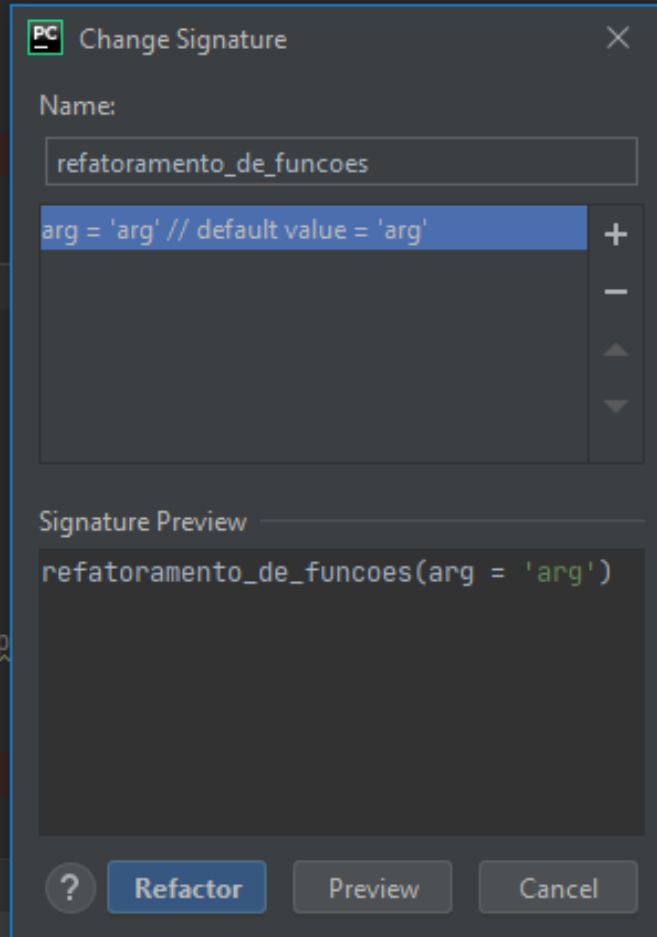 PC Change Signature
Name:
refatoramento_de_funcoes
arg = 'arg' // default value = 'arg'
Signature Preview
refatoramento_de_funcoes(arg = 'arg')
? Refactor Preview Cancel